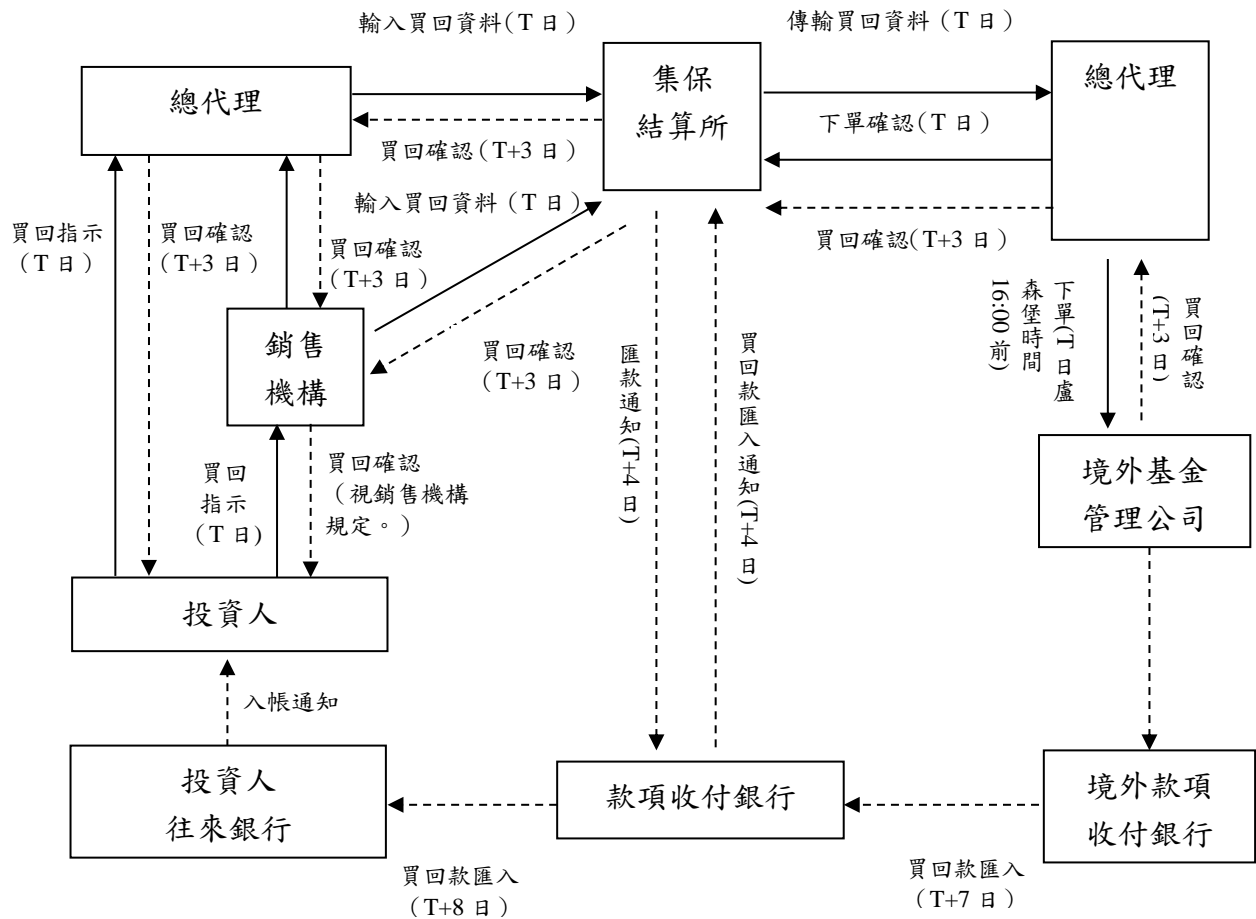 輸入買回資料(T 日)
傳輸買回資料 (T 日)
總代理
集保
結算所
總代理
下單確認(T 日)
買回確認(T+3 日)
輸入買回資料 (T 日)
買回指示
(T 日)
買回確認
(T+3 日)
買回確認
(T+3 日)
買回確認(T+3 日)
下單(T 日盧
森堡時間
16:00 前)
買回確認
(T+3 日)
銷售
機構
買回確認
(T+3 日)
匯款通知(T+4 日)
買回款匯入通知(T+4 日)
境外基金
管理公司
買回
指示
(T 日)
買回確認
(視銷售機構
規定。)
投資人
入帳通知
投資人
往來銀行
款項收付銀行
境外款項
收付銀行
買回款匯入
(T+8 日)
買回款匯入
(T+7 日)